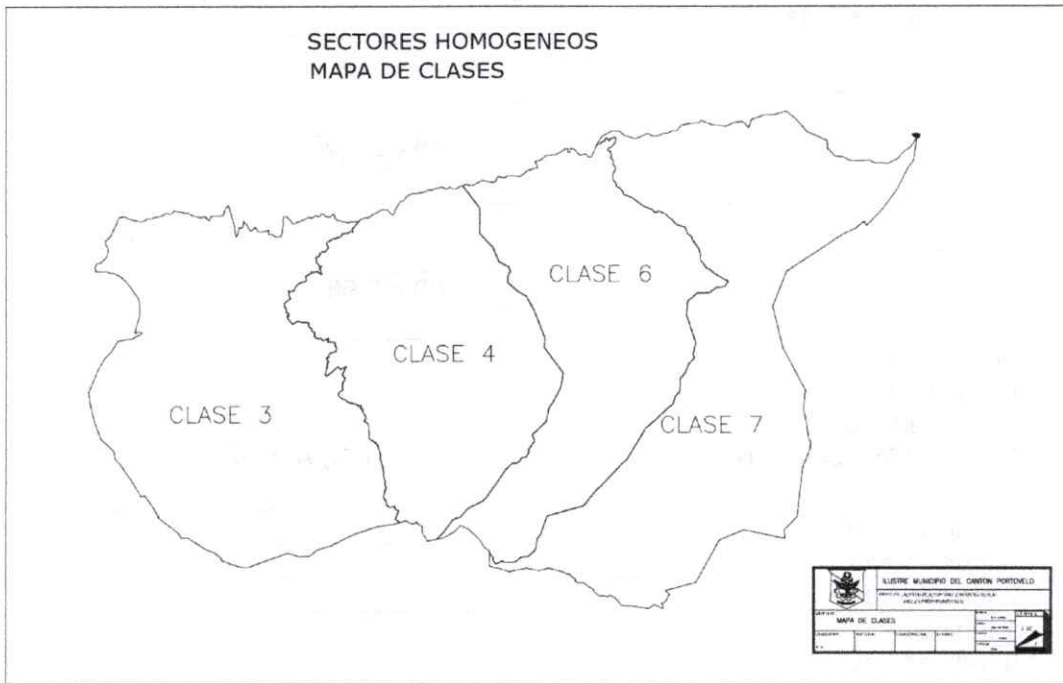 SECTORES HOMOGENEOS
MAPA DE CLASES
CLASE 6
CLASE 4
CLASE 3
CLASE 7
ILUSTRE MUNICIPIO DEL CANTON PORTOVELO
MAPA DE CLASES